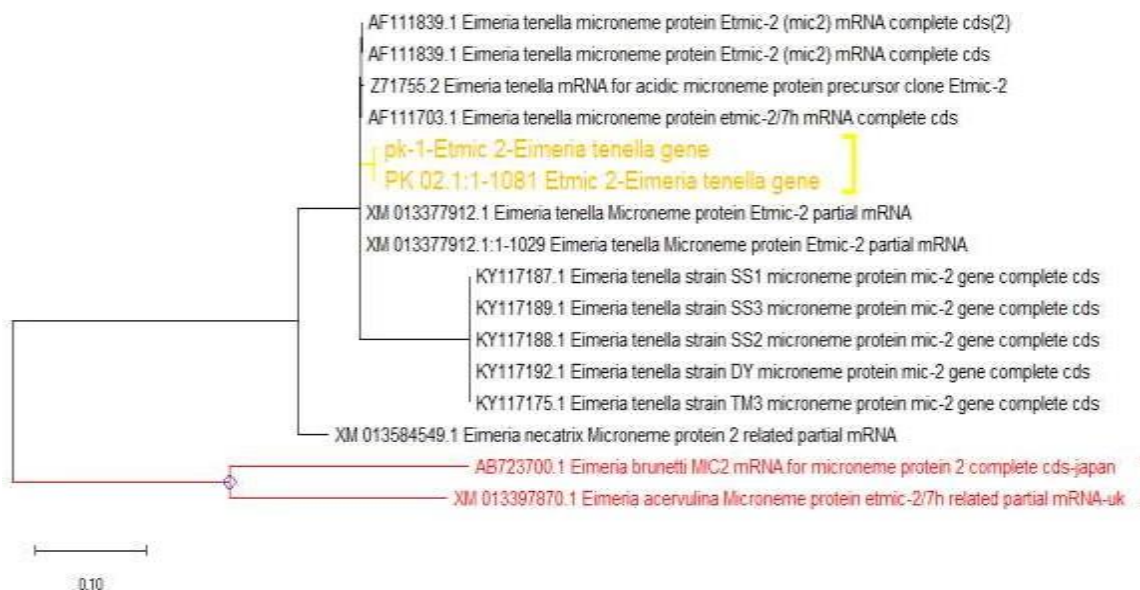 AF111839.1 Eimeria tenella microneme protein Etmic-2 (mic2) mRNA complete cds(2)
AF111839.1 Eimeria tenella microneme protein Etmic-2 (mic2) mRNA complete cds
Z71755.2 Eimeria tenella mRNA for acidic microneme protein precursor clone Etmic-2
AF111703.1 Eimeria tenella microneme protein etmic-2/7h mRNA complete cds
pk-1-Etmic 2-Eimeria tenella gene
PK 02.1:1-1081 Etmic 2-Eimeria tenella gene
XM 013377912.1 Eimeria tenella Microneme protein Etmic-2 partial mRNA
XM 013377912.1:1-1029 Eimeria tenella Microneme protein Etmic-2 partial mRNA
KY117187.1 Eimeria tenella strain SS1 microneme protein mic-2 gene complete cds
KY117189.1 Eimeria tenella strain SS3 microneme protein mic-2 gene complete cds
KY117188.1 Eimeria tenella strain SS2 microneme protein mic-2 gene complete cds
KY117192.1 Eimeria tenella strain DY microneme protein mic-2 gene complete cds
KY117175.1 Eimeria tenella strain TM3 microneme protein mic-2 gene complete cds
XM 013584549.1 Eimeria necatrix Microneme protein 2 related partial mRNA
AB723700.1 Eimeria brunetti MIC2 mRNA for microneme protein 2 complete cds-japan
XM 013397870.1 Eimeria acervulina Microneme protein etmic-2/7h related partial mRNA-uk
0.10